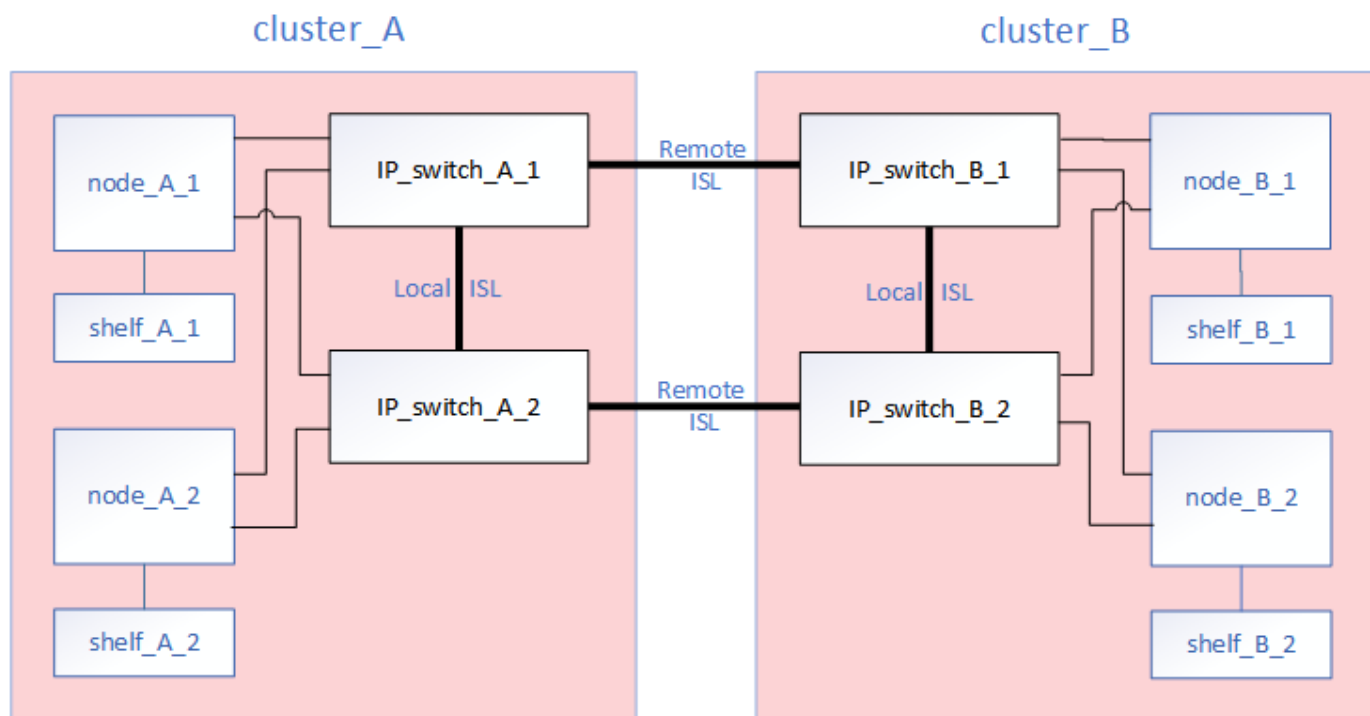 cluster_A
cluster_B
node_A_1
IP_switch_A_1
Remote
ISL
IP_switch_B_1
node_B_1
shelf_A_1
Local ISL
Local ISL
shelf_B_1
IP_switch_A_2
Remote
ISL
IP_switch_B_2
node_A_2
node_B_2
shelf_A_2
shelf_B_2